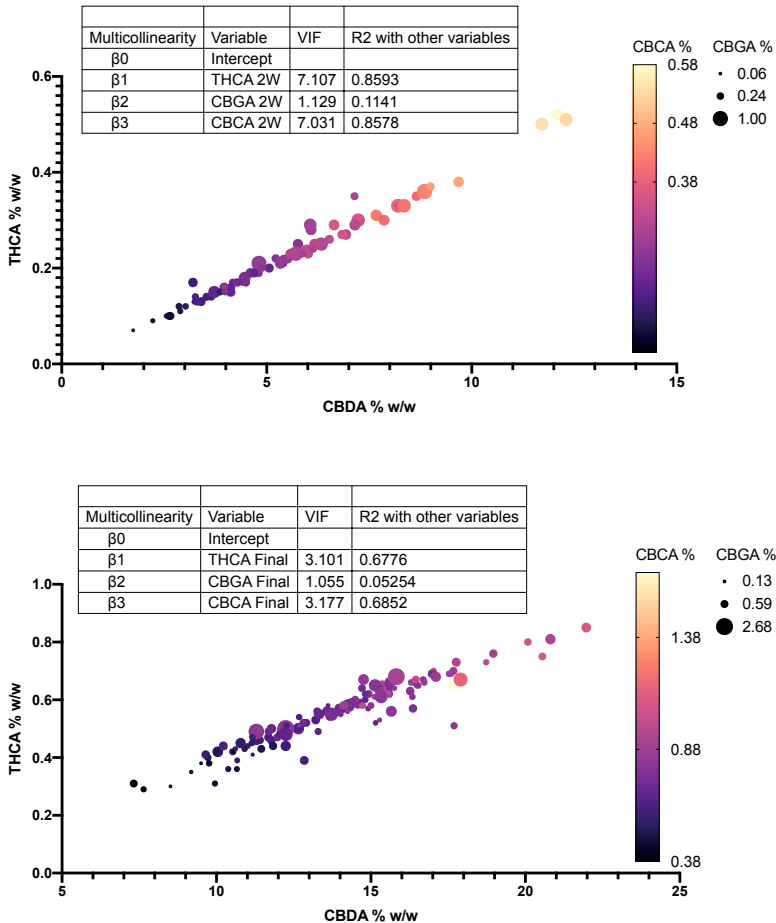 Multicollinearity Variable VIF R2 with other variables
β0 Intercept
β1 THCA 2W 7.107 0.8593
β2 CBGA 2W 1.129 0.1141
β3 CBCA 2W 7.031 0.8578
CBCA %
0.58
0.48
0.38
CBGA %
0.06
0.24
1.00
THCA % w/w
0.6
0.4
0.2
0.0
0 5 10 15
CBDA % w/w
Multicollinearity Variable VIF R2 with other variables
β0 Intercept
β1 THCA Final 3.101 0.6776
β2 CBGA Final 1.055 0.05254
β3 CBCA Final 3.177 0.6852
CBCA %
1.38
0.88
0.38
CBGA %
0.13
0.59
2.68
THCA % w/w
1.0
0.8
0.6
0.4
0.2
0.0
5 10 15 20 25
CBDA % w/w